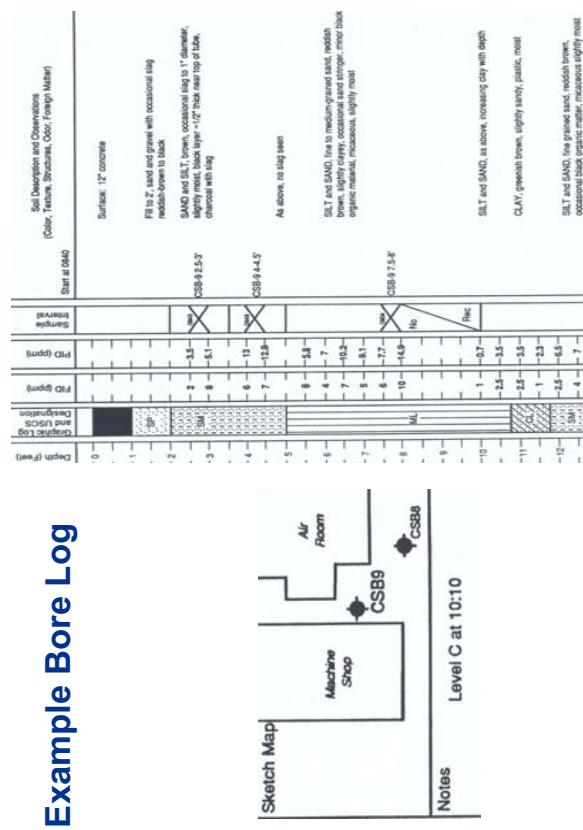 Example Bore Log
Sketch Map
Machine
Shop
Air
Room
CSB9
CSB8
Notes
Level C at 10:10
Depth (Feet)
Graphic Log
and USCS
Designation
FID (ppm)
PID (ppm)
Sample
Interval
Soil Description and Observations
(Color, Texture, Structures, Odor, Foreign Matter)
Start at 0840
0
Surface: 12" concrete
1
SP
Fill to 2', sand and gravel with occasional slag
reddish-brown to black
2
SM
2 3.5
SAND and SILT, brown, occasional slag to 1" diameter,
slightly moist, black layer ~1/2" thick near top of tube,
charcoal with slag
CSB-9 2.5-3'
3
8 5.1
4
6 13
CSB-9 4-4.5'
7 12.9
As above, no slag seen
5
8 5.8
4 7
6
7 10.2
SILT and SAND, fine to medium-grained sand, reddish
brown, slightly clayey, occasional sand stringer, minor black
organic material, micaceous, slightly moist
5 9.1
7
6 7.7
CSB-9 7.5-8'
8
10 14.9
ML
No
Rec
9
10
1 0.7
SILT and SAND, as above, increasing clay with depth
2.5 3.5
11
CL
2.5 3.5
CLAY, greenish brown, slightly sandy, plastic, moist
1 2.3
12
SM
2.5 6.5
SILT and SAND, fine grained sand, reddish brown,
occasional black organic matter, micaceous slightly moist
4 7